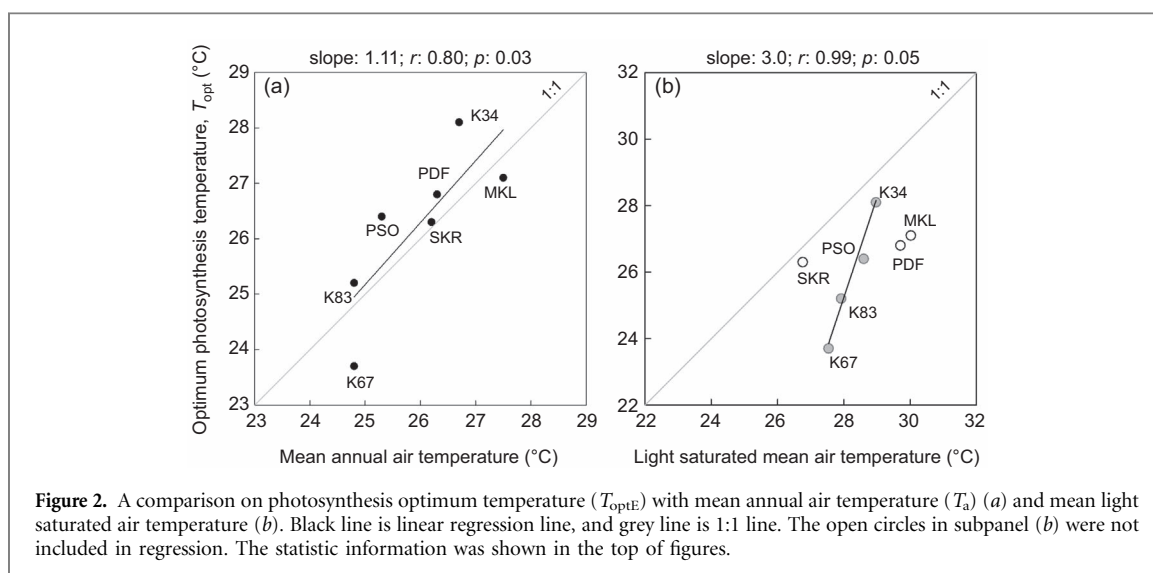 slope: 1.11; r: 0.80; p: 0.03
(a)
1:1
K34
PDF
MKL
PSO
SKR
K83
K67
29
28
27
26
25
24
23
23 24 25 26 27 28 29
Optimum photosynthesis temperature, Topt (°C)
Mean annual air temperature (°C)
slope: 3.0; r: 0.99; p: 0.05
(b)
1:1
K34
MKL
PSO
PDF
SKR
K83
K67
32
30
28
26
24
22
22 24 26 28 30 32
Light saturated mean air temperature (°C)
Figure 2. A comparison on photosynthesis optimum temperature (ToptE) with mean annual air temperature (Ta) (a) and mean light
saturated air temperature (b). Black line is linear regression line, and grey line is 1:1 line. The open circles in subpanel (b) were not
included in regression. The statistic information was shown in the top of figures.